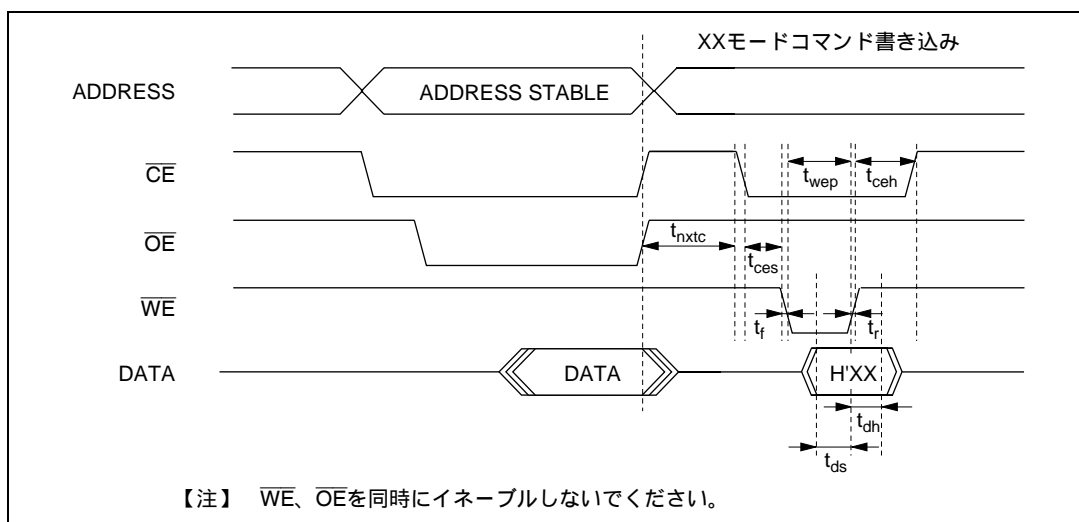 XXモードコマンド書き込み
ADDRESS
ADDRESS STABLE
CE
twep
tceh
OE
tnxtc
tces
WE
tf
tr
DATA
DATA
H'XX
tdh
tds
【注】 WE、OEを同時にイネーブルしないでください。